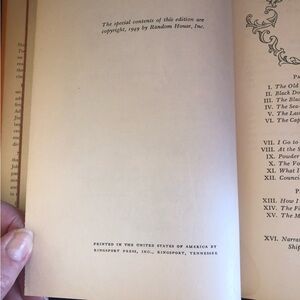 The special contents of this edition are
copyright, 1949 by Random House, Inc.
PRINTED IN THE UNITED STATES OF AMERICA BY
KINGSPORT PRESS, INC., KINGSPORT, TENNESSEE
P
I. The Old
II. Black Do
III. The Bla
IV. The Sea-
V. The Las
VI. The Cap
VII. I Go to
VIII. At the S
IX. Powder
X. The Vo
XI. What I
XII. Counci
P
XIII. How I
XIV. The Fi
XV. The M
XVI. Narrat
Ship